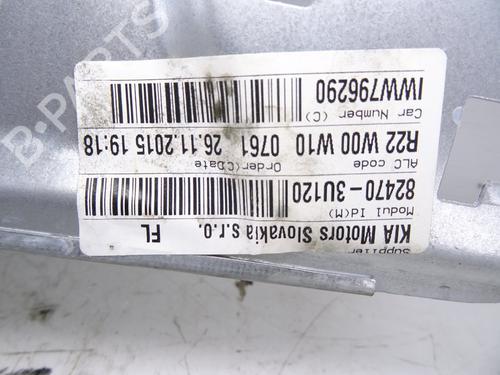 Supplier
KIA Motors Slovakia s.r.o.
FL
Modul Id(M)
82470-3U120
ALC code
Order(C)
Date
R22 W00 W10 0761 26.11.2015 19:18
Car Number (C)
IWW796290
B-PARTS